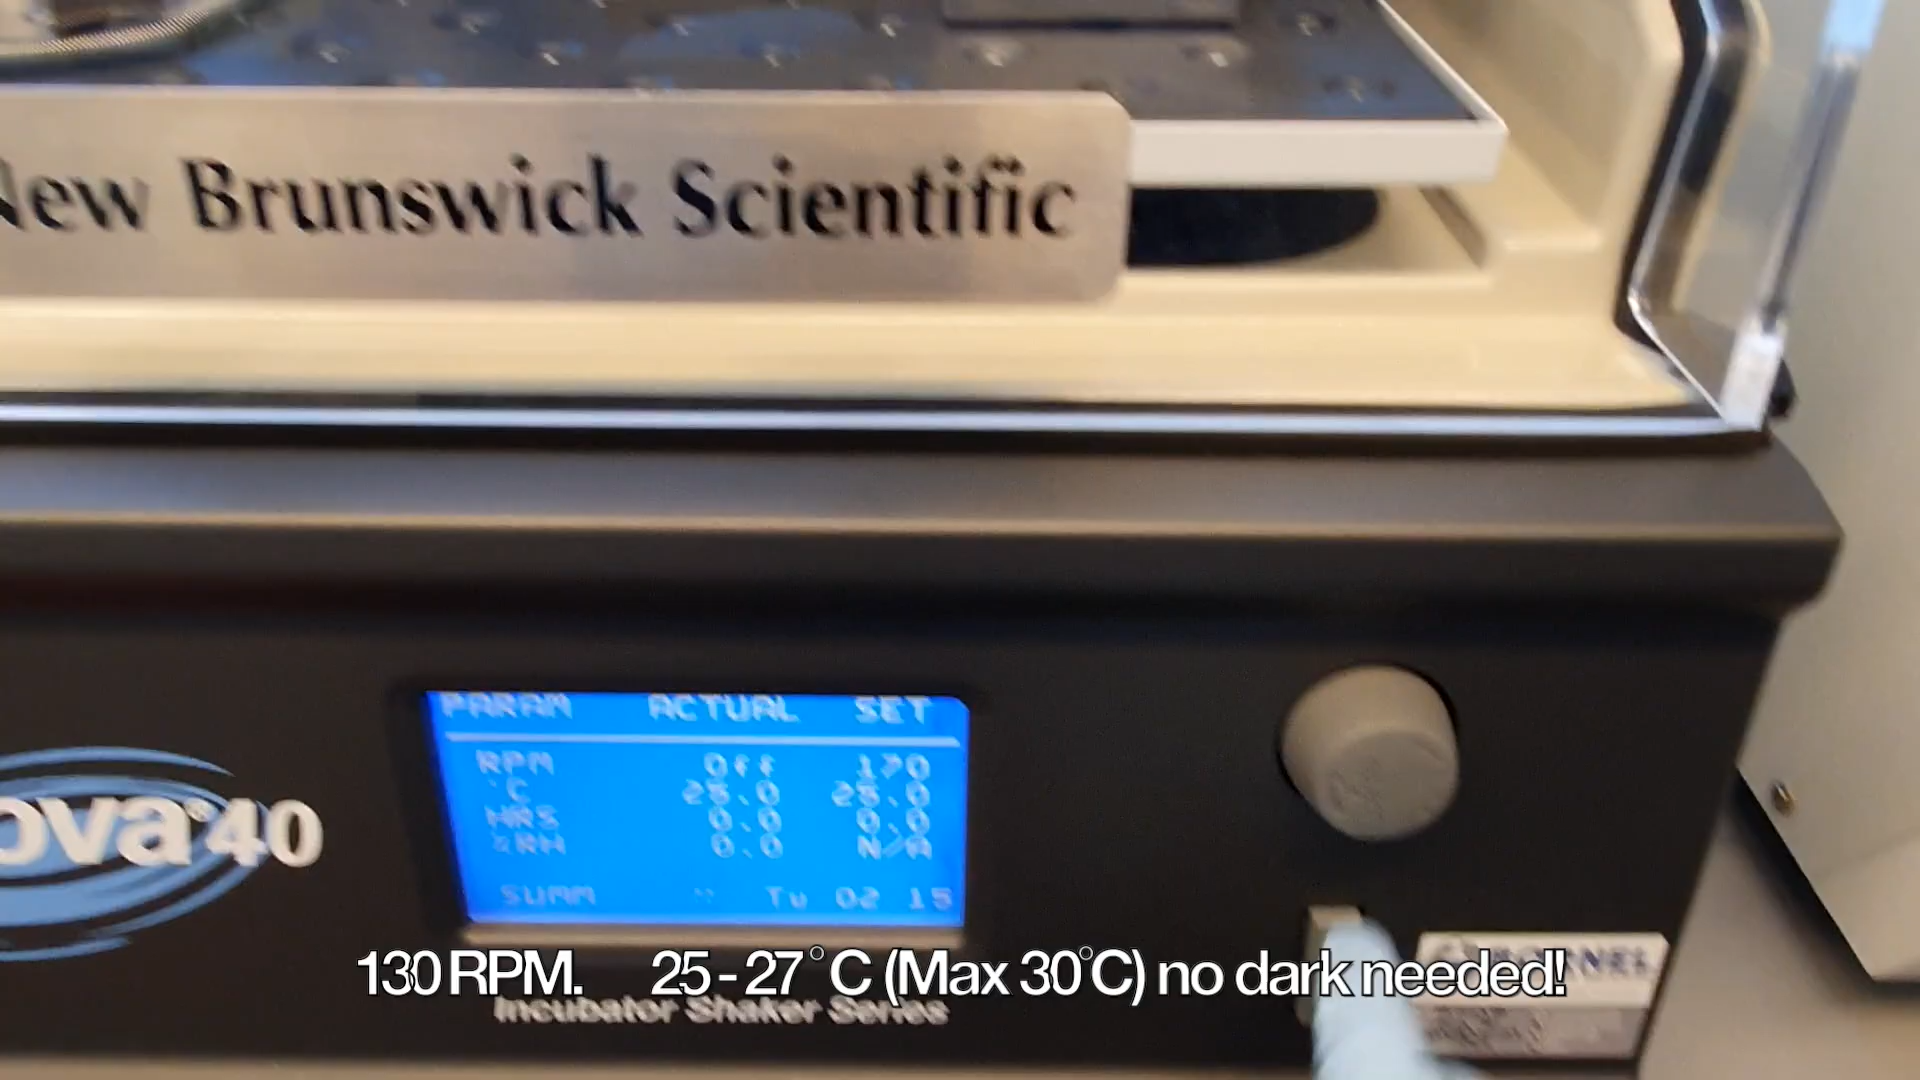 New Brunswick Scientific
PARAM ACTUAL SET
RPM Off 170
°C 25.0 25.0
HRS 0.0 0.0
%RH 0.0 N/A
SUMM Tu 02 15
ova®40
130 RPM. 25-27°C (Max 30°C) no dark needed!
Incubator Shaker Series